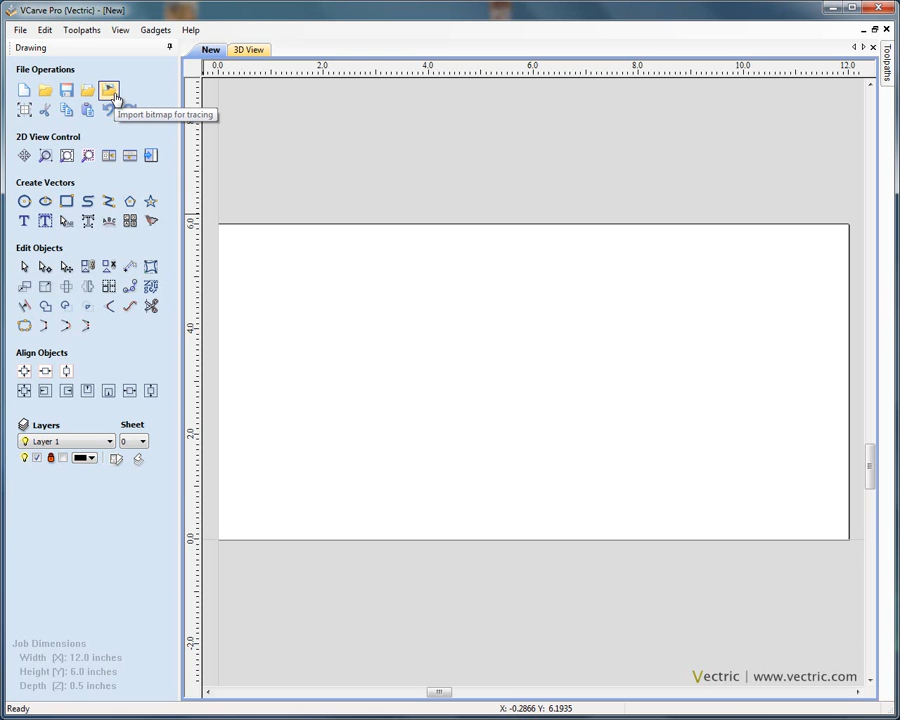 VCarve Pro {Vectric} - [New]
File Edit Toolpaths View Gadgets Help
Drawing
New 3D View
Toolpaths
File Operations
0.0 2.0 4.0 6.0 8.0 10.0 12.0
Import bitmap for tracing
2D View Control
Create Vectors
6.0
Edit Objects
4.0
Align Objects
Layers Sheet
2.0
Layer 1 0
0.0
-2.0
Job Dimensions
Width (X): 12.0 inches
Height (Y): 6.0 inches
Depth (Z): 0.5 inches
Vectric | www.vectric.com
Ready X: -0.2866 Y: 6.1935